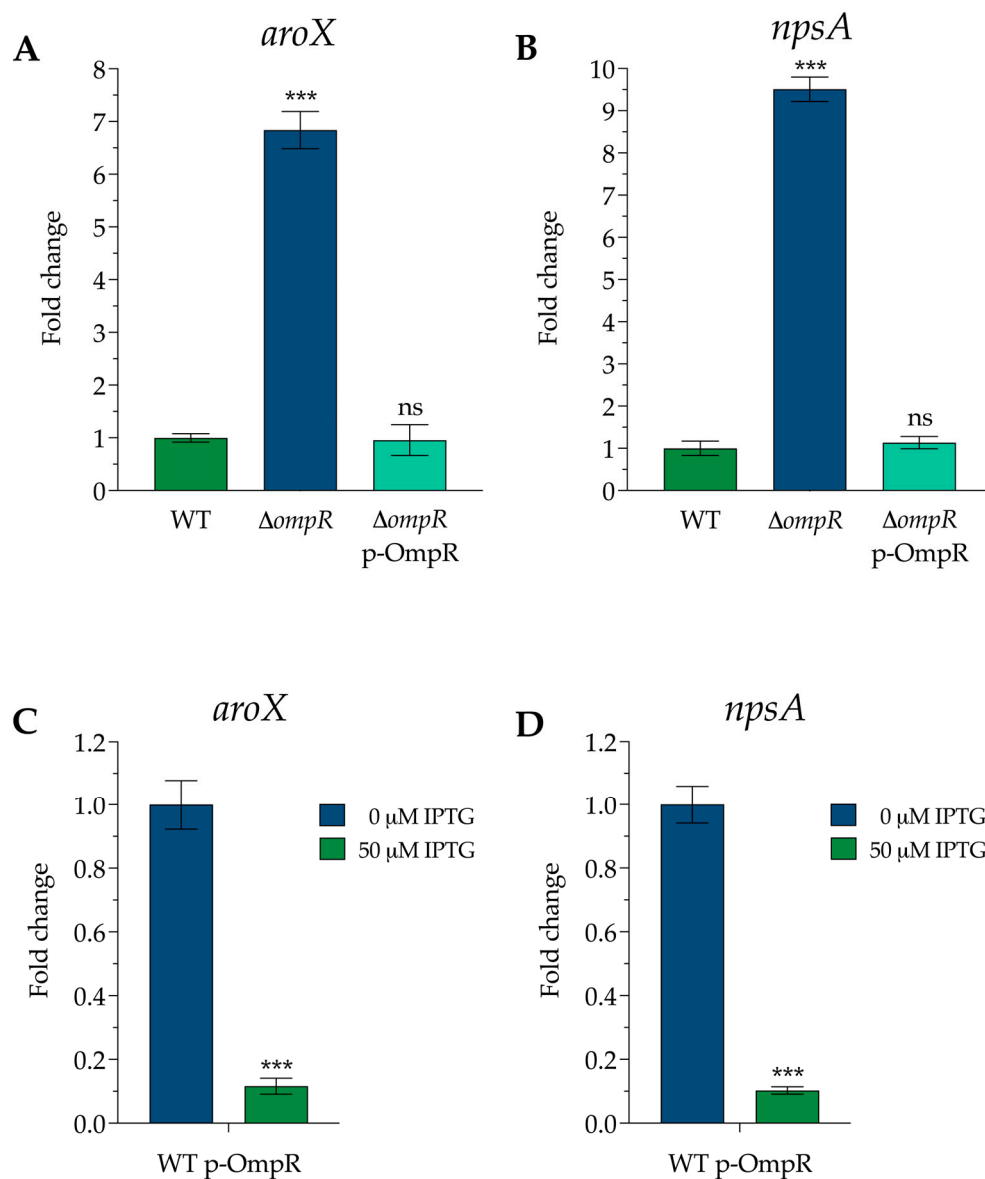 A
aroX
8
7
6
5
4
3
2
1
0
Fold change
***
ns
WT
ΔompR
ΔompR
p-OmpR
B
npsA
10
9
8
7
6
5
4
3
2
1
0
Fold change
***
ns
WT
ΔompR
ΔompR
p-OmpR
C
aroX
1.2
1.0
0.8
0.6
0.4
0.2
0.0
Fold change
***
0 µM IPTG
50 µM IPTG
WT p-OmpR
D
npsA
1.2
1.0
0.8
0.6
0.4
0.2
0.0
Fold change
***
0 µM IPTG
50 µM IPTG
WT p-OmpR